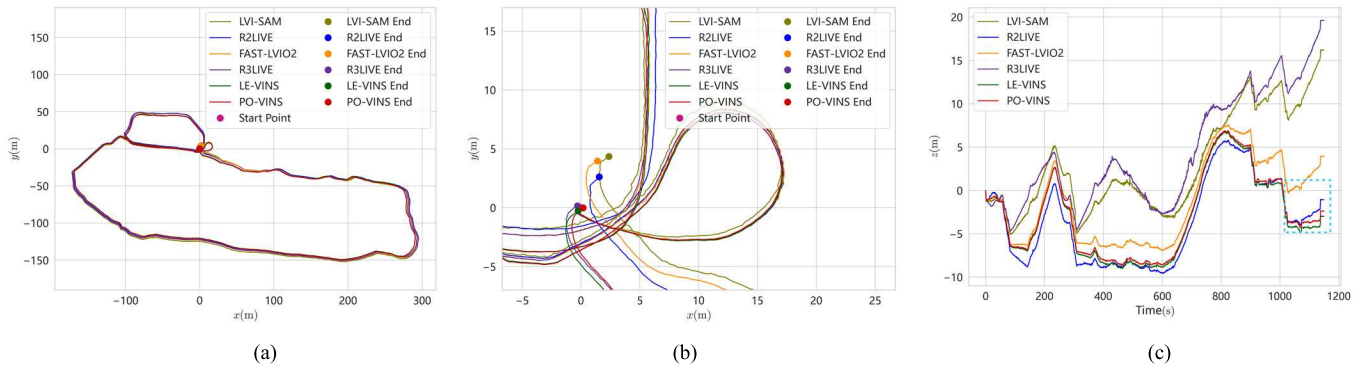 150
100
50
0
−50
−100
−150
y(m)
−100
0
100
200
300
x(m)
LVI-SAM
R2LIVE
FAST-LVIO2
R3LIVE
LE-VINS
PO-VINS
LVI-SAM End
R2LIVE End
FAST-LVIO2 End
R3LIVE End
LE-VINS End
PO-VINS End
Start Point
(a)
15
10
5
0
−5
y(m)
−5
0
5
10
15
20
25
x(m)
LVI-SAM
R2LIVE
FAST-LVIO2
R3LIVE
LE-VINS
PO-VINS
LVI-SAM End
R2LIVE End
FAST-LVIO2 End
R3LIVE End
LE-VINS End
PO-VINS End
Start Point
(b)
20
15
10
5
0
−5
−10
z(m)
0
200
400
600
800
1000
1200
Time(s)
LVI-SAM
R2LIVE
FAST-LVIO2
R3LIVE
LE-VINS
PO-VINS
(c)